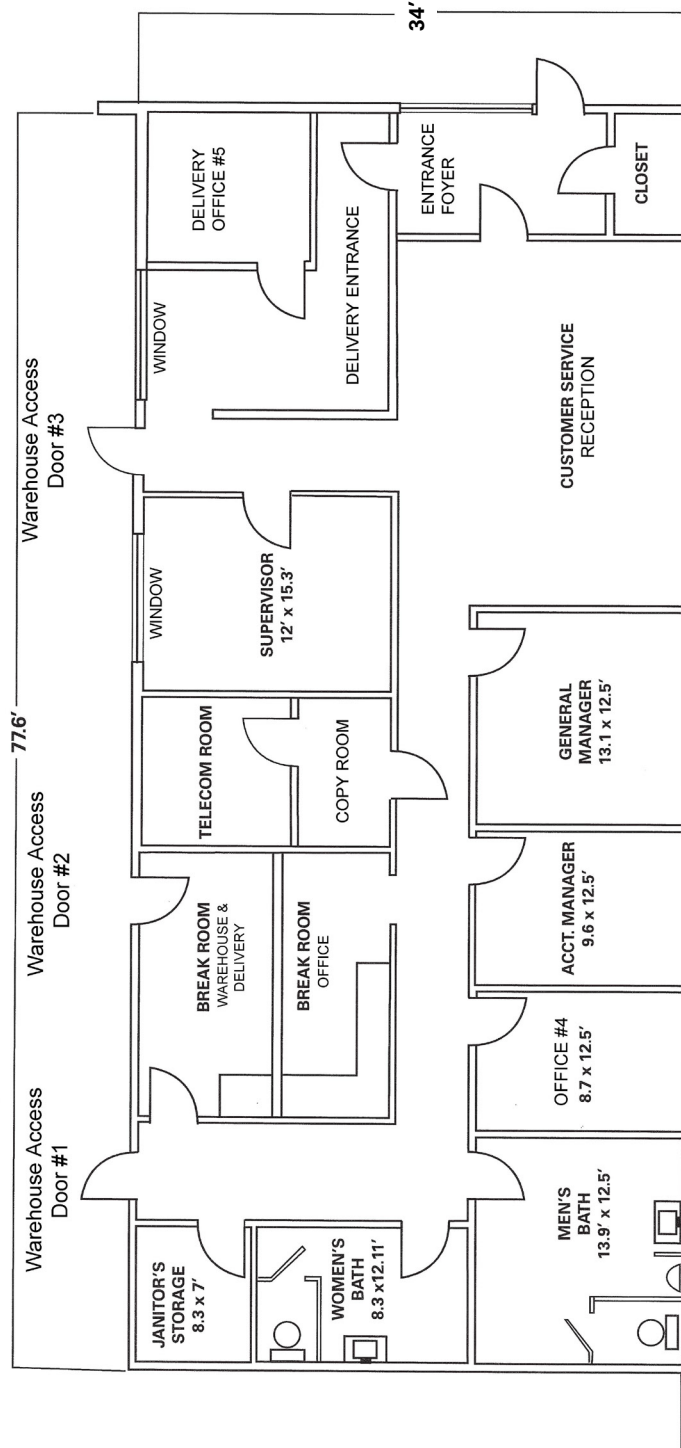 34′
77.6′
Warehouse Access
Door #3
Warehouse Access
Door #2
Warehouse Access
Door #1
DELIVERY
OFFICE #5
ENTRANCE
FOYER
CLOSET
WINDOW
DELIVERY ENTRANCE
CUSTOMER SERVICE
RECEPTION
WINDOW
SUPERVISOR
12′ x 15.3′
TELECOM ROOM
COPY ROOM
GENERAL
MANAGER
13.1 x 12.5′
BREAK ROOM
WAREHOUSE &
DELIVERY
BREAK ROOM
OFFICE
ACCT. MANAGER
9.6 x 12.5′
OFFICE #4
8.7 x 12.5′
JANITOR'S
STORAGE
8.3 x 7′
WOMEN'S
BATH
8.3 x12.11′
MEN'S
BATH
13.9′ x 12.5′